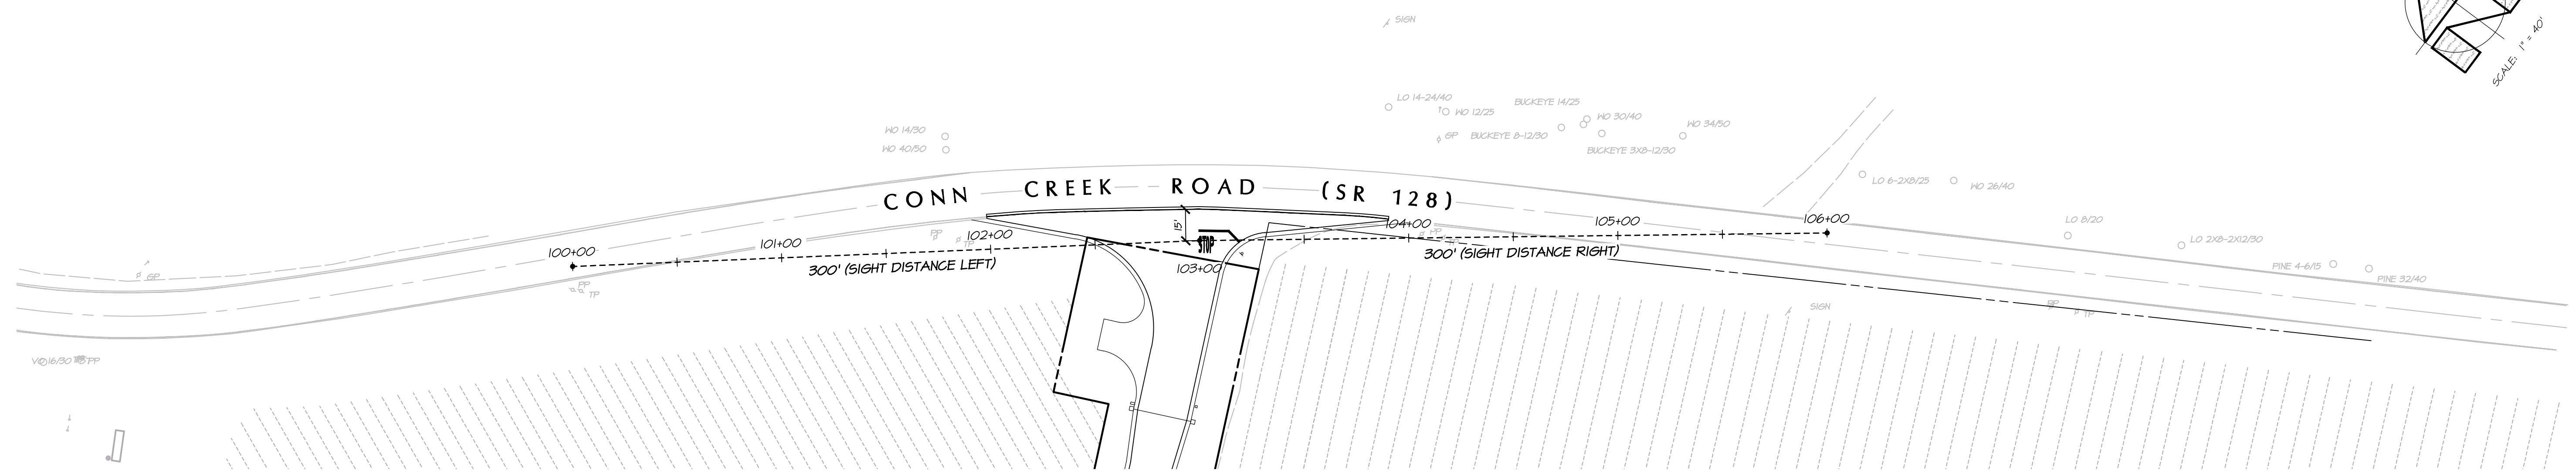 SIGN
SCALE: 1" = 40'
LO 14-24/40
WO 12/25
BUCKEYE 14/25
WO 30/40
WO 34/50
GP
BUCKEYE 8-12/30
BUCKEYE 3X8-12/30
WO 14/30
WO 40/50
LO 6-2X8/25
WO 26/40
CONN CREEK ROAD (SR 128)
15'
STOP
100+00
101+00
102+00
103+00
104+00
105+00
106+00
300' (SIGHT DISTANCE LEFT)
300' (SIGHT DISTANCE RIGHT)
PP
TP
PP
TP
LO 8/20
LO 2X8-2X12/30
PINE 4-6/15
PINE 32/40
GP
PP
TP
SIGN
PP
TP
PP